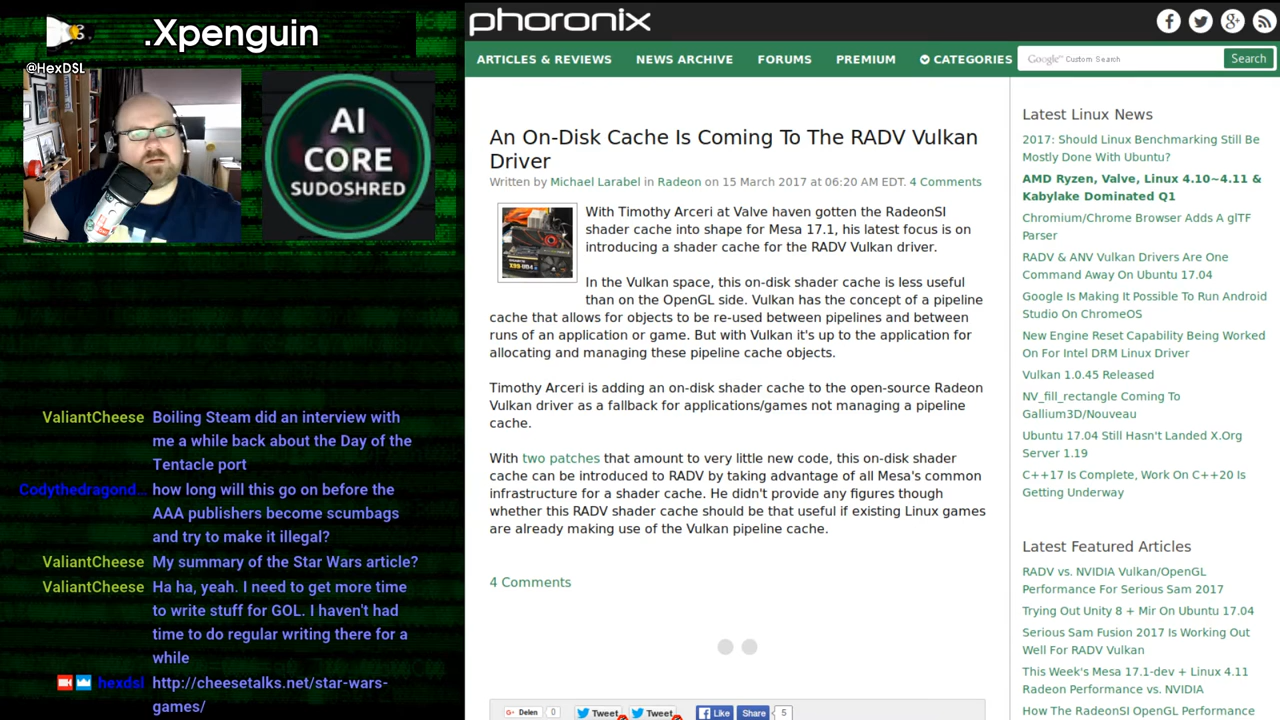 .Xpenguin
@HexDSL
AI
CORE
SUDOSHRED
ValiantCheese Boiling Steam did an interview with
me a while back about the Day of the
Tentacle port
Codythedragond... how long will this go on before the
AAA publishers become scumbags
and try to make it illegal?
ValiantCheese My summary of the Star Wars article?
ValiantCheese Ha ha, yeah. I need to get more time
to write stuff for GOL. I haven't had
time to do regular writing there for a
while
hexdsl http://cheesetalks.net/star-wars-
games/
phoronix
ARTICLES & REVIEWS NEWS ARCHIVE FORUMS PREMIUM CATEGORIES
Google Custom Search Search
An On-Disk Cache Is Coming To The RADV Vulkan
Driver
Written by Michael Larabel in Radeon on 15 March 2017 at 06:20 AM EDT. 4 Comments
With Timothy Arceri at Valve haven gotten the RadeonSI
shader cache into shape for Mesa 17.1, his latest focus is on
introducing a shader cache for the RADV Vulkan driver.
In the Vulkan space, this on-disk shader cache is less useful
than on the OpenGL side. Vulkan has the concept of a pipeline
cache that allows for objects to be re-used between pipelines and between
runs of an application or game. But with Vulkan it's up to the application for
allocating and managing these pipeline cache objects.
Timothy Arceri is adding an on-disk shader cache to the open-source Radeon
Vulkan driver as a fallback for applications/games not managing a pipeline
cache.
With two patches that amount to very little new code, this on-disk shader
cache can be introduced to RADV by taking advantage of all Mesa's common
infrastructure for a shader cache. He didn't provide any figures though
whether this RADV shader cache should be that useful if existing Linux games
are already making use of the Vulkan pipeline cache.
4 Comments
G+ Delen 0 Tweet Tweet Like Share 5
Latest Linux News
2017: Should Linux Benchmarking Still Be
Mostly Done With Ubuntu?
AMD Ryzen, Valve, Linux 4.10~4.11 &
Kabylake Dominated Q1
Chromium/Chrome Browser Adds A glTF
Parser
RADV & ANV Vulkan Drivers Are One
Command Away On Ubuntu 17.04
Google Is Making It Possible To Run Android
Studio On ChromeOS
New Engine Reset Capability Being Worked
On For Intel DRM Linux Driver
Vulkan 1.0.45 Released
NV_fill_rectangle Coming To
Gallium3D/Nouveau
Ubuntu 17.04 Still Hasn't Landed X.Org
Server 1.19
C++17 Is Complete, Work On C++20 Is
Getting Underway
Latest Featured Articles
RADV vs. NVIDIA Vulkan/OpenGL
Performance For Serious Sam 2017
Trying Out Unity 8 + Mir On Ubuntu 17.04
Serious Sam Fusion 2017 Is Working Out
Well For RADV Vulkan
This Week's Mesa 17.1-dev + Linux 4.11
Radeon Performance vs. NVIDIA
How The RadeonSI OpenGL Performance